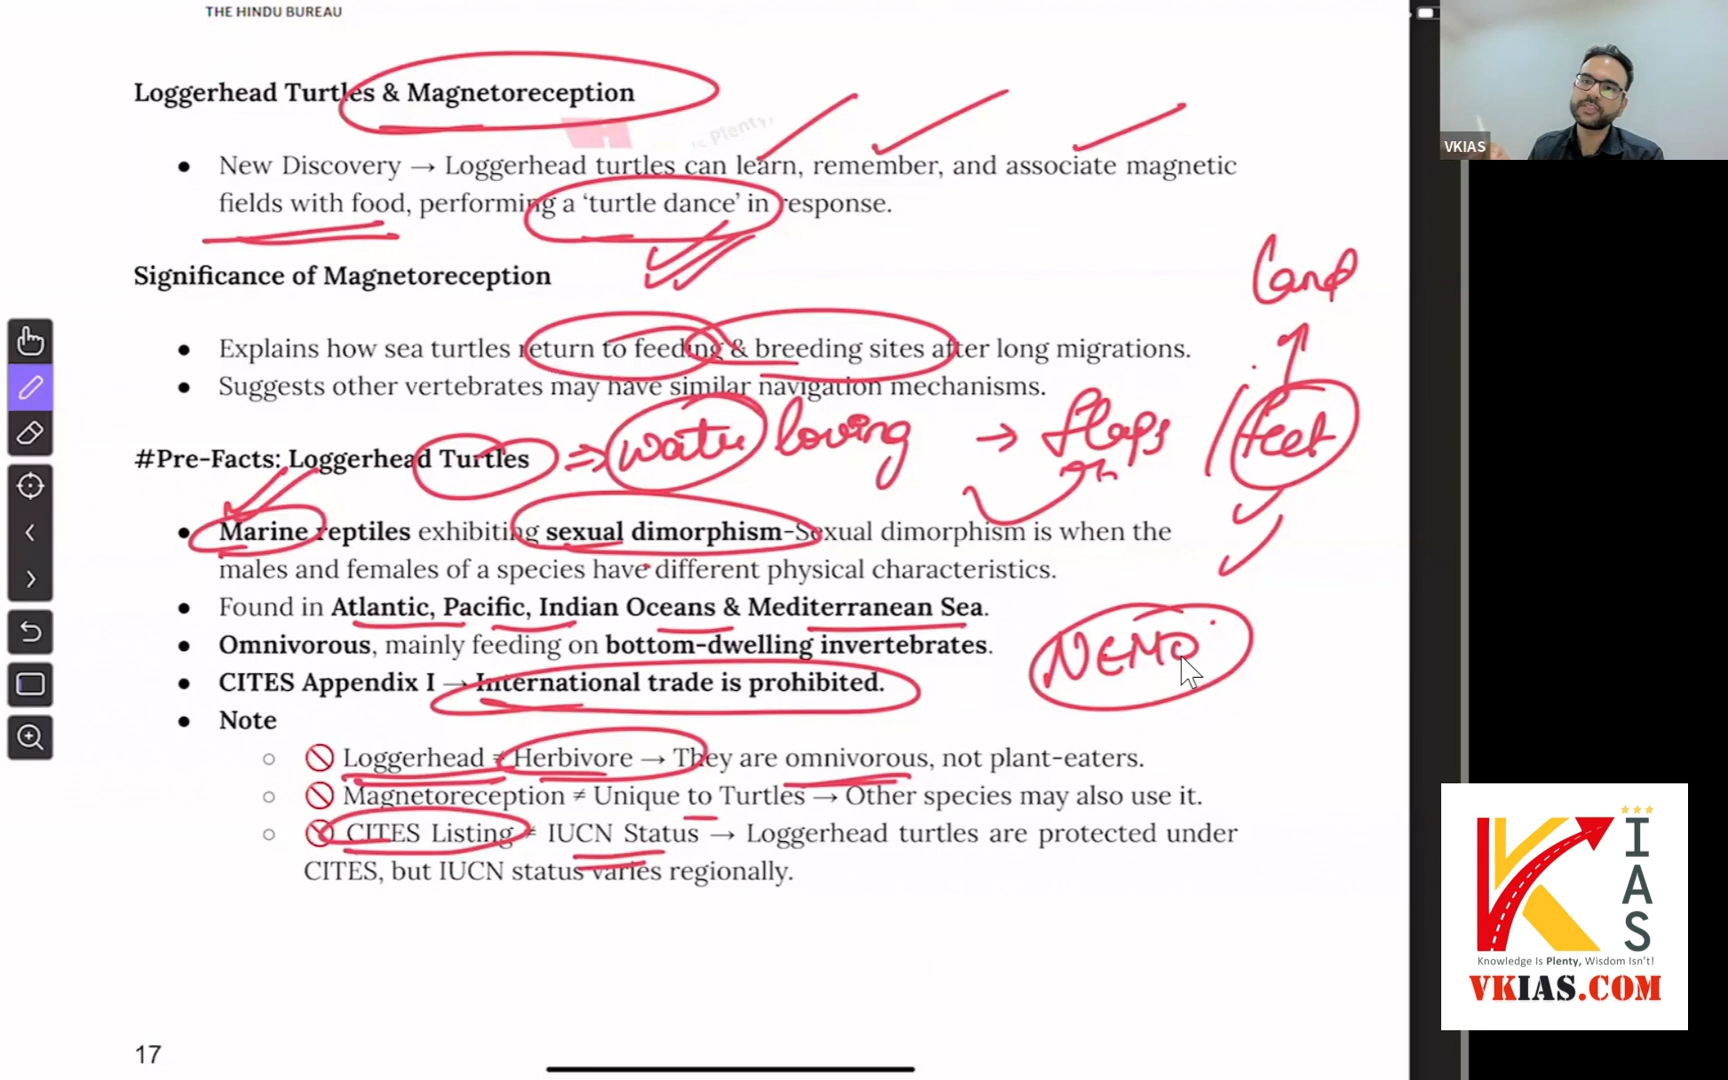 THE HINDU BUREAU
Loggerhead Turtles & Magnetoreception
is Plenty,
● New Discovery → Loggerhead turtles can learn, remember, and associate magnetic
fields with food, performing a ‘turtle dance’ in response.
Significance of Magnetoreception
Land
● Explains how sea turtles return to feeding & breeding sites after long migrations.
● Suggests other vertebrates may have similar navigation mechanisms.
#Pre-Facts: Loggerhead Turtles ⇒ water loving → flaps / feet
● Marine reptiles exhibiting sexual dimorphism-Sexual dimorphism is when the
males and females of a species have different physical characteristics.
● Found in Atlantic, Pacific, Indian Oceans & Mediterranean Sea.
● Omnivorous, mainly feeding on bottom-dwelling invertebrates.
NEMO
● CITES Appendix I → International trade is prohibited.
● Note
○ 🚫 Loggerhead ≠ Herbivore → They are omnivorous, not plant-eaters.
○ 🚫 Magnetoreception ≠ Unique to Turtles → Other species may also use it.
○ 🚫 CITES Listing ≠ IUCN Status → Loggerhead turtles are protected under
CITES, but IUCN status varies regionally.
17
VKIAS
K IAS
Knowledge Is Plenty, Wisdom Isn't!
VKIAS.COM